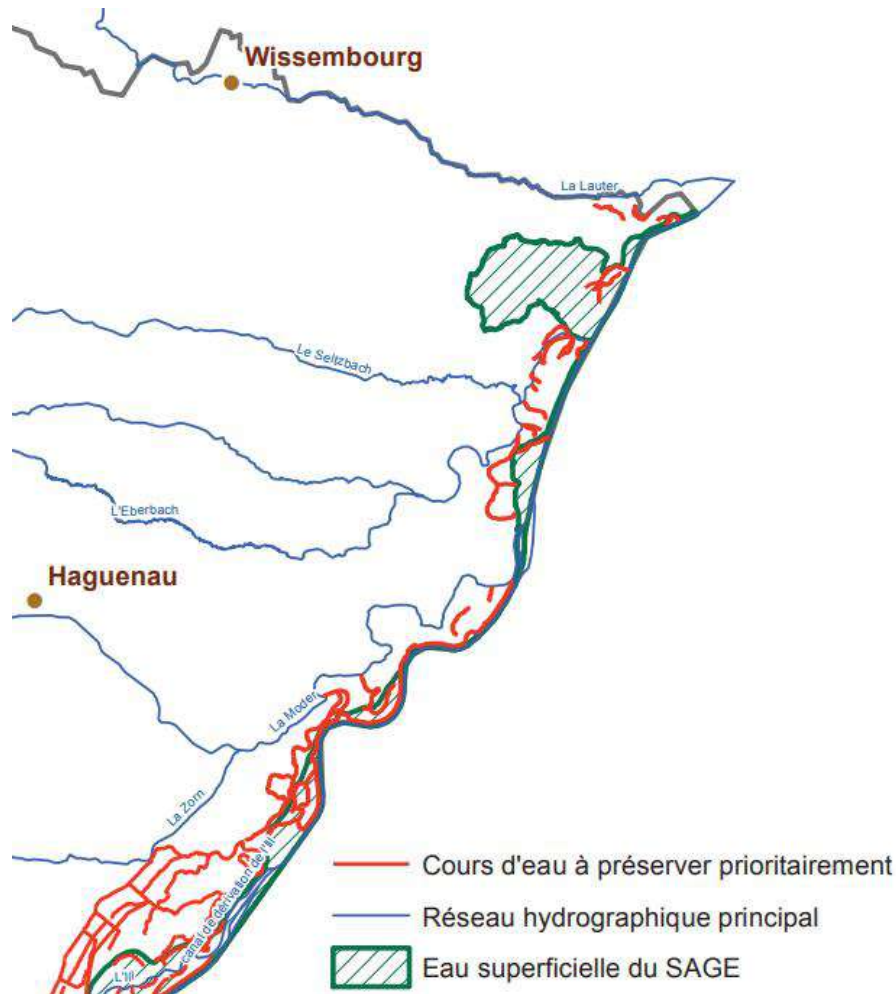 Wissembourg
La Lauter
Le Seltzbach
L'Eberbach
Haguenau
La Moder
La Zorn
canal de dérivation de l'Ill
L'Ill
Cours d'eau à préserver prioritairement
Réseau hydrographique principal
Eau superficielle du SAGE